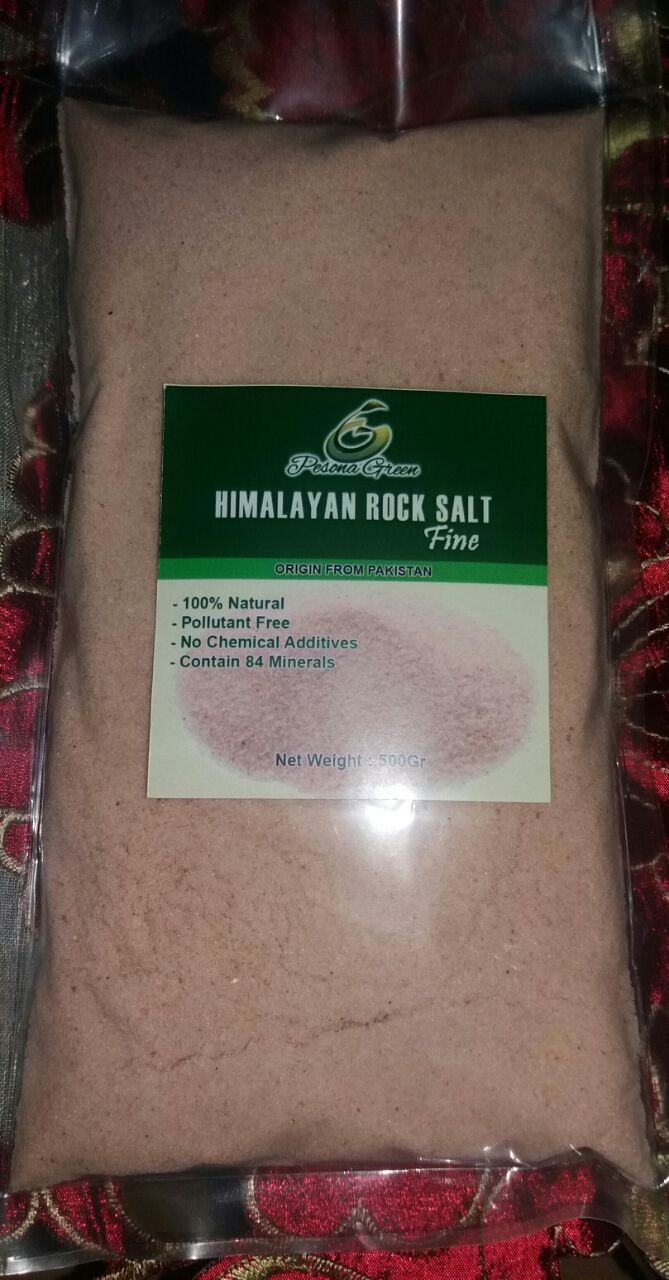 Pesona Green
HIMALAYAN ROCK SALT
Fine
ORIGIN FROM PAKISTAN
- 100% Natural
- Pollutant Free
- No Chemical Additives
- Contain 84 Minerals
Net Weight : 500Gr